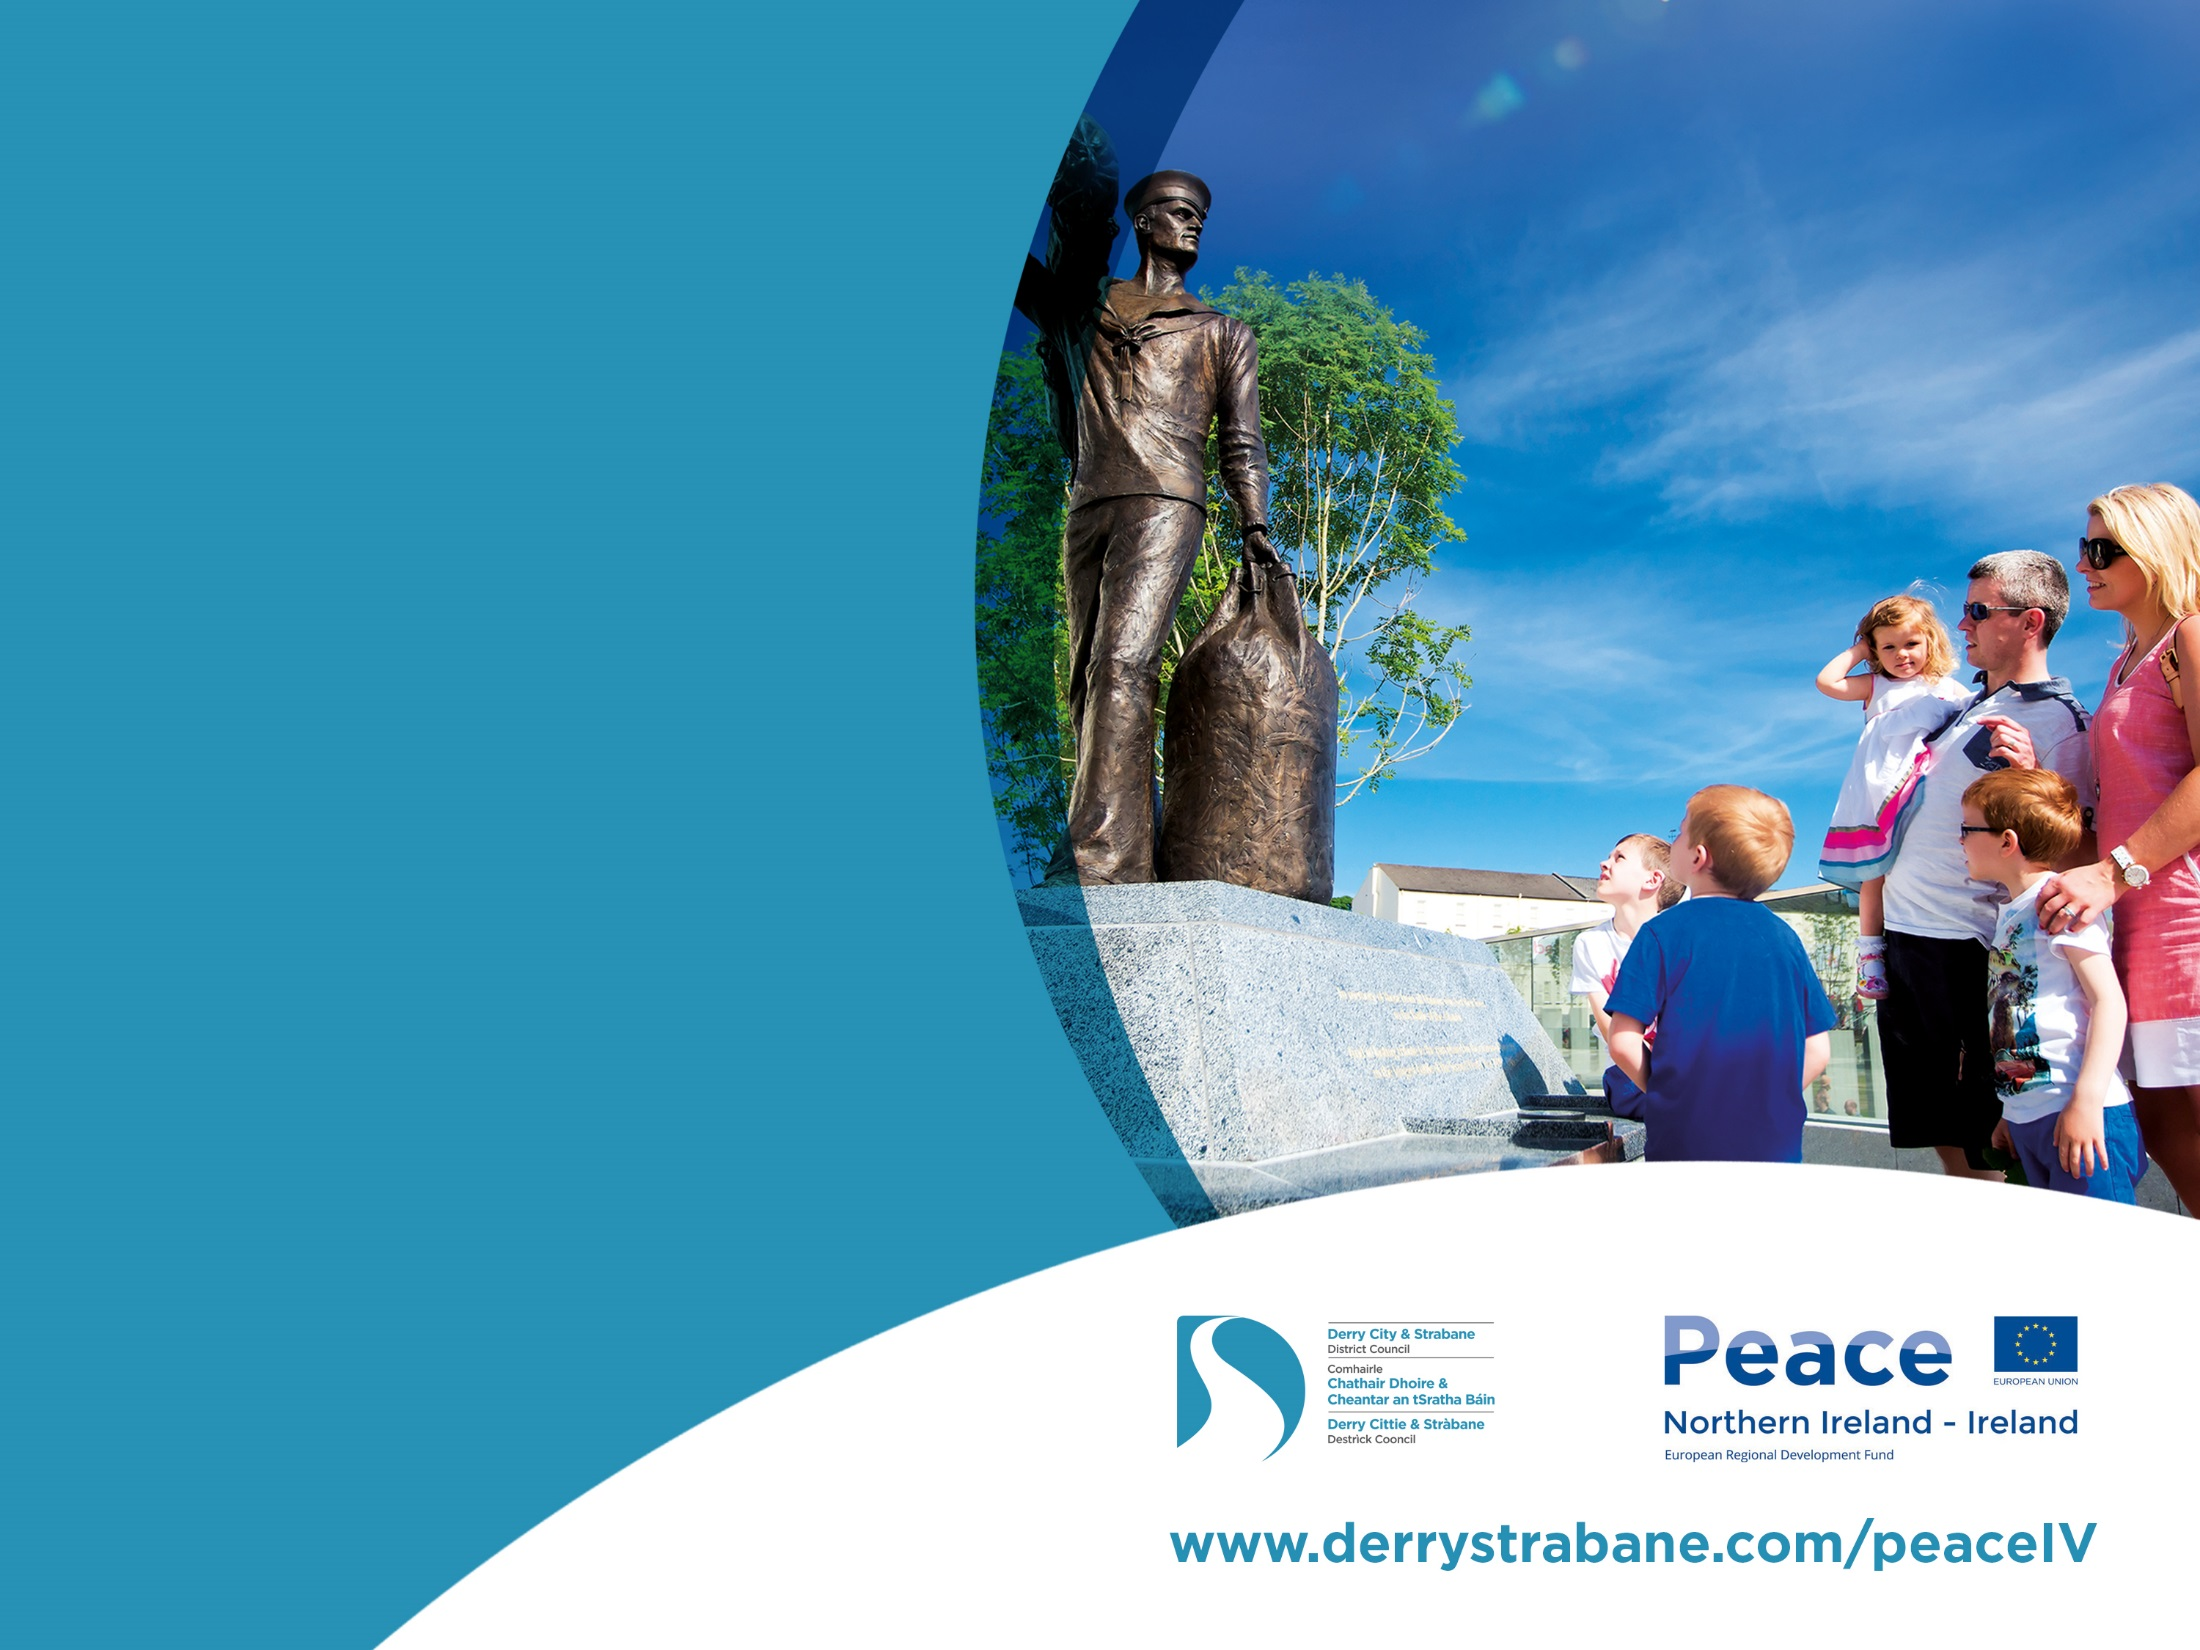 Derry City & Strabane
District Council
Comhairle
Chathair Dhoire &
Cheantar an tSratha Báin
Derry Cittie & Stràbane
Destrìck Cooncil
Peace
EUROPEAN UNION
Northern Ireland - Ireland
European Regional Development Fund
www.derrystrabane.com/peaceIV